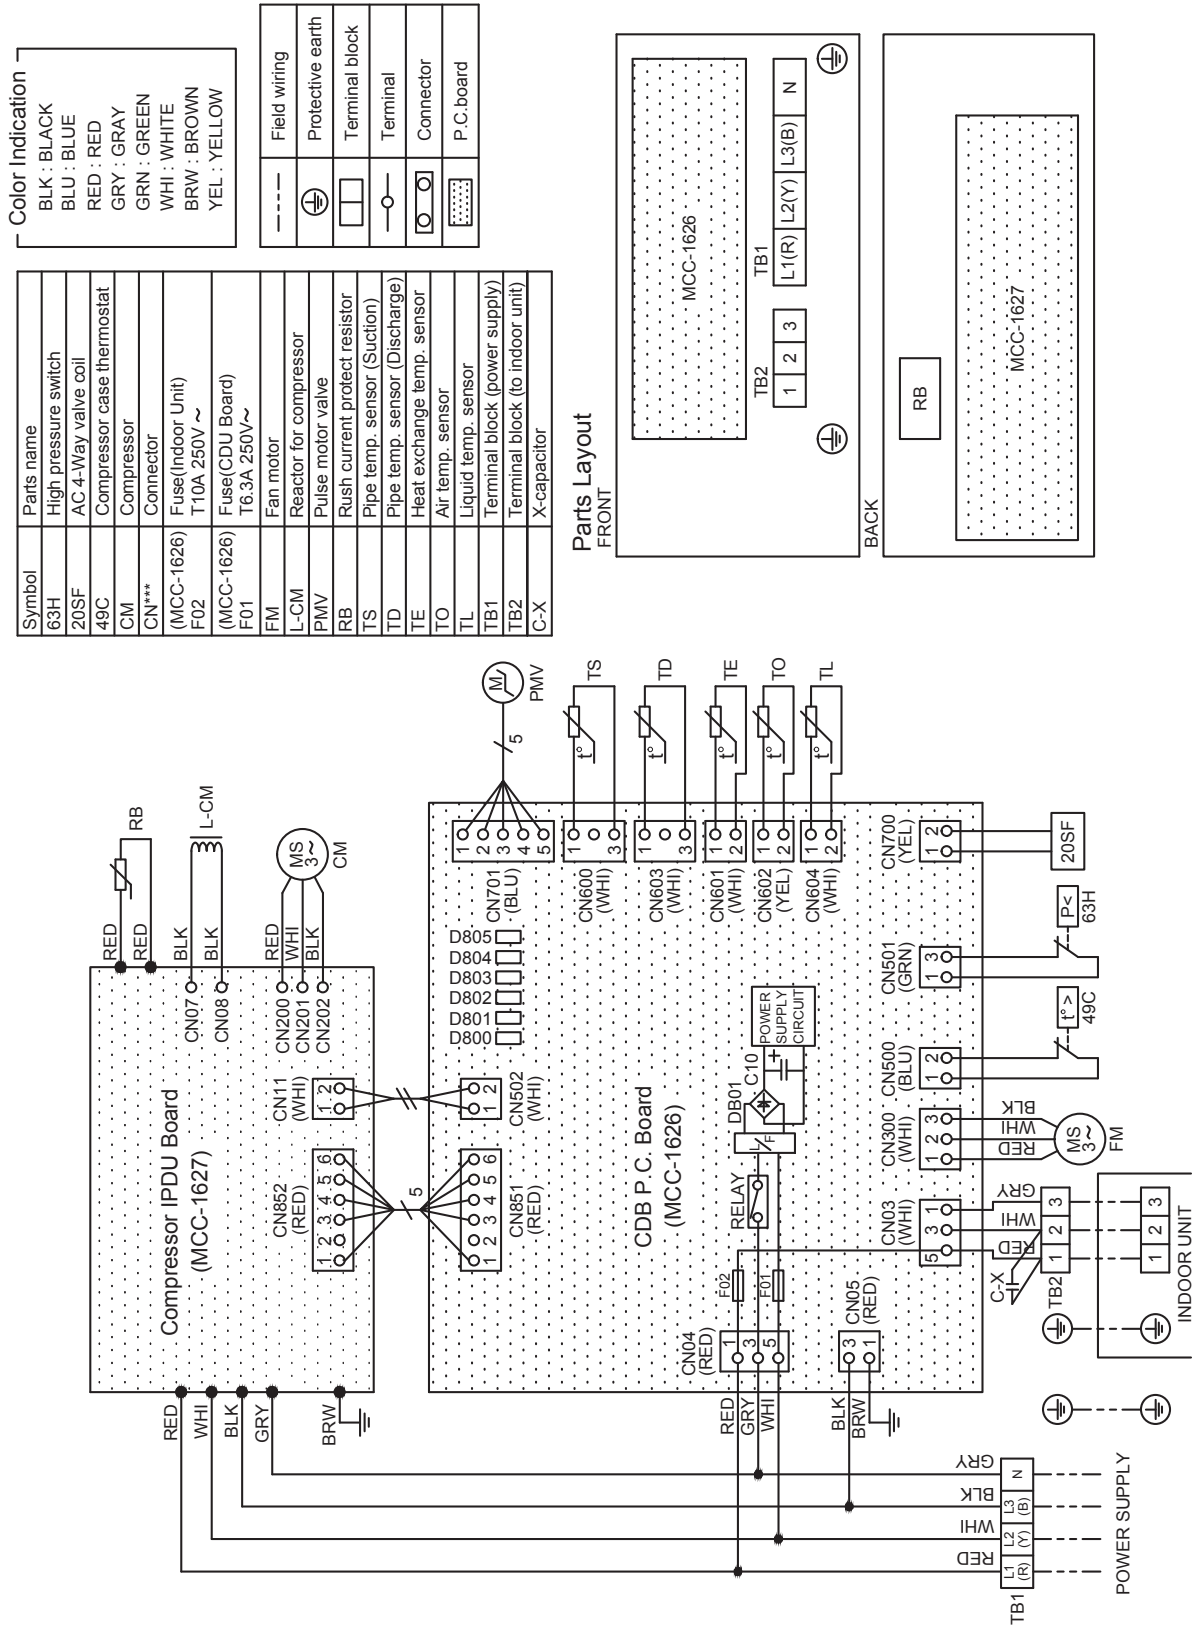 Color Indication
BLK : BLACK
BLU : BLUE
RED : RED
GRY : GRAY
GRN : GREEN
WHI : WHITE
BRW : BROWN
YEL : YELLOW
Field wiring
Protective earth
Terminal block
Terminal
Connector
P.C.board
Symbol Parts name
63H High pressure switch
20SF AC 4-Way valve coil
49C Compressor case thermostat
CM Compressor
CN*** Connector
(MCC-1626) Fuse(Indoor Unit)
F02 T10A 250V ~
(MCC-1626) Fuse(CDU Board)
F01 T6.3A 250V~
FM Fan motor
L-CM Reactor for compressor
PMV Pulse motor valve
RB Rush current protect resistor
TS Pipe temp. sensor (Suction)
TD Pipe temp. sensor (Discharge)
TE Heat exchange temp. sensor
TO Air temp. sensor
TL Liquid temp. sensor
TB1 Terminal block (power supply)
TB2 Terminal block (to indoor unit)
C-X X-capacitor
Parts Layout
FRONT
MCC-1626
TB2
1 2 3
TB1
L1(R) L2(Y) L3(B) N
BACK
RB
MCC-1627
Compressor IPDU Board
(MCC-1627)
RED
WHI
BLK
GRY
BRW
RED
RED
RB
BLK
BLK
L-CM
CN07
CN08
RED
WHI
BLK
MS
3~
CM
CN200
CN201
CN202
CN11
(WHI)
1 2
CN852
(RED)
1 2 3 4 5 6
5
1 2 3 4 5 6
CN851
(RED)
1 2
CN502
(WHI)
CDB P. C. Board
(MCC-1626)
D805
D804
D803
D802
D801
D800
CN701
(BLU)
1
2
3
4
5
5
M
PMV
CN600
(WHI)
1
3
t°
TS
CN603
(WHI)
1
3
t°
TD
CN601
(WHI)
1
2
t°
TE
CN602
(YEL)
1
2
t°
TO
CN604
(WHI)
1
2
t°
TL
POWER
SUPPLY
CIRCUIT
C10
+
DB01
L/F
RELAY
F02
F01
CN04
(RED)
1
3
5
RED
GRY
WHI
CN05
(RED)
3
1
BLK
BRW
CN700
(YEL)
1 2
20SF
CN501
(GRN)
1 3
P<
63H
CN500
(BLU)
1 2
t° >
49C
CN300
(WHI)
1 2 3
RED
WHI
BLK
MS
3~
FM
CN03
(WHI)
5 3 1
RED
WHI
GRY
C-X
TB2
1 2 3
1 2 3
INDOOR UNIT
GRY
BLK
WHI
RED
TB1
L1
(R)
L2
(Y)
L3
(B)
N
POWER SUPPLY